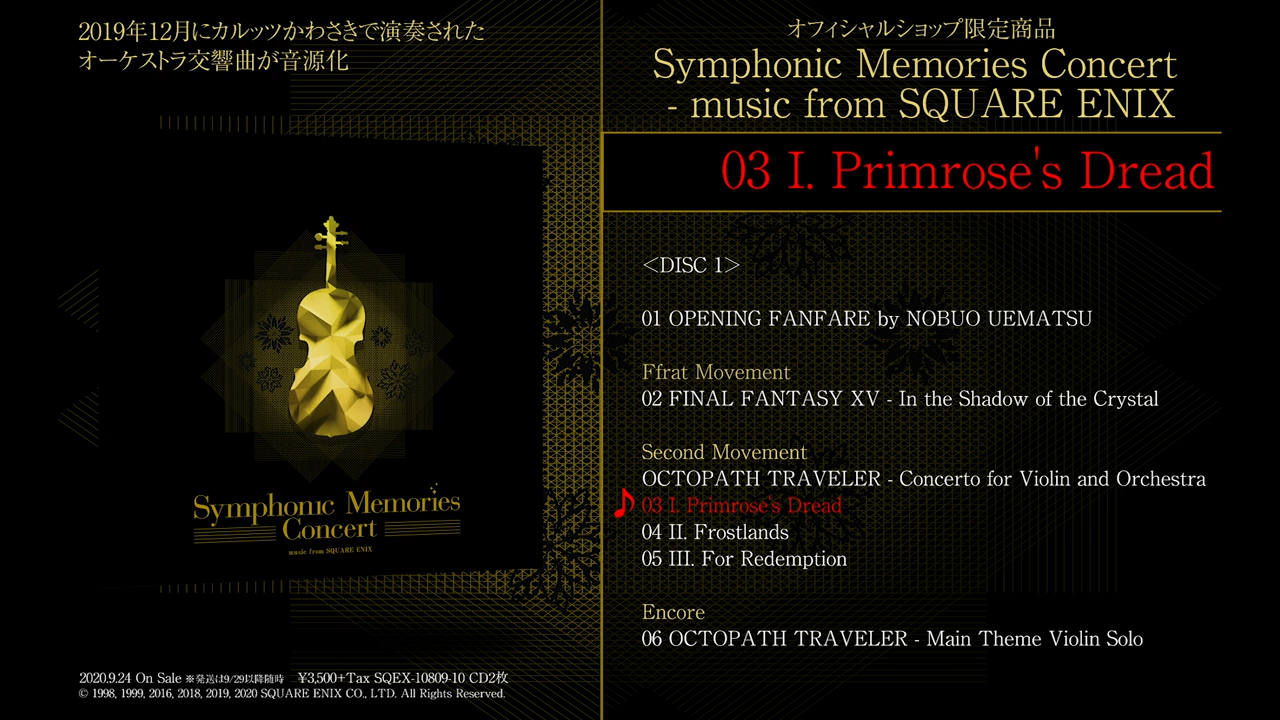 2019年12月にカルッツかわさきで演奏された
オーケストラ交響曲が音源化
Symphonic Memories
Concert
music from SQUARE ENIX
2020.9.24 On Sale ※発送は9/29以降随時 ¥3,500+Tax SQEX-10809-10 CD2枚
© 1998, 1999, 2016, 2018, 2019, 2020 SQUARE ENIX CO., LTD. All Rights Reserved.
オフィシャルショップ限定商品
Symphonic Memories Concert
- music from SQUARE ENIX
03 I. Primrose's Dread
<DISC 1>
01 OPENING FANFARE by NOBUO UEMATSU
Ffrat Movement
02 FINAL FANTASY XV - In the Shadow of the Crystal
Second Movement
OCTOPATH TRAVELER - Concerto for Violin and Orchestra
♪ 03 I. Primrose's Dread
04 II. Frostlands
05 III. For Redemption
Encore
06 OCTOPATH TRAVELER - Main Theme Violin Solo